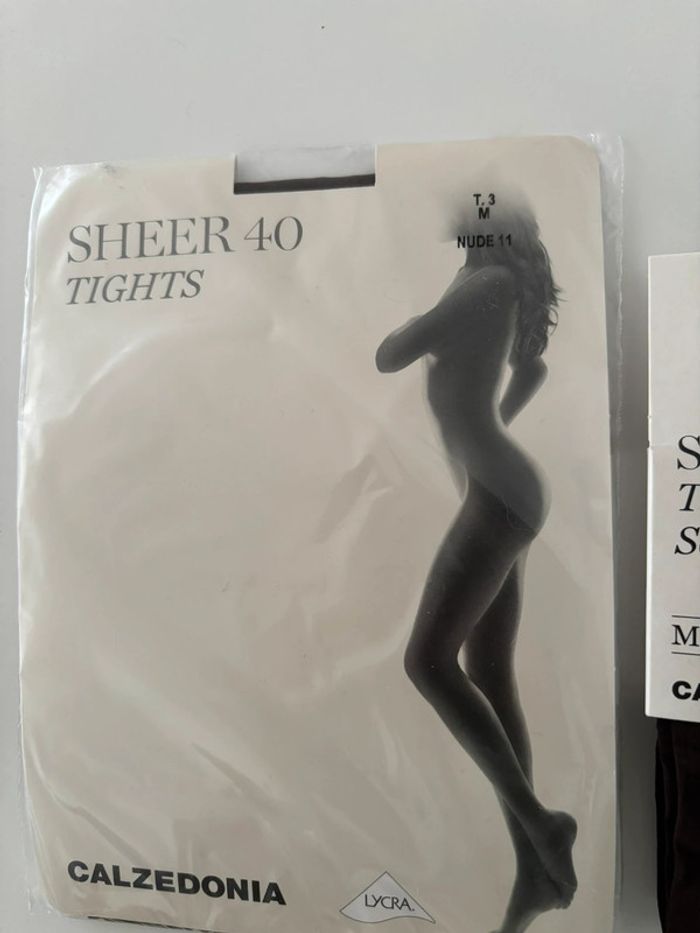 SHEER 40
TIGHTS
T. 3
M
NUDE 11
CALZEDONIA
LYCRA.